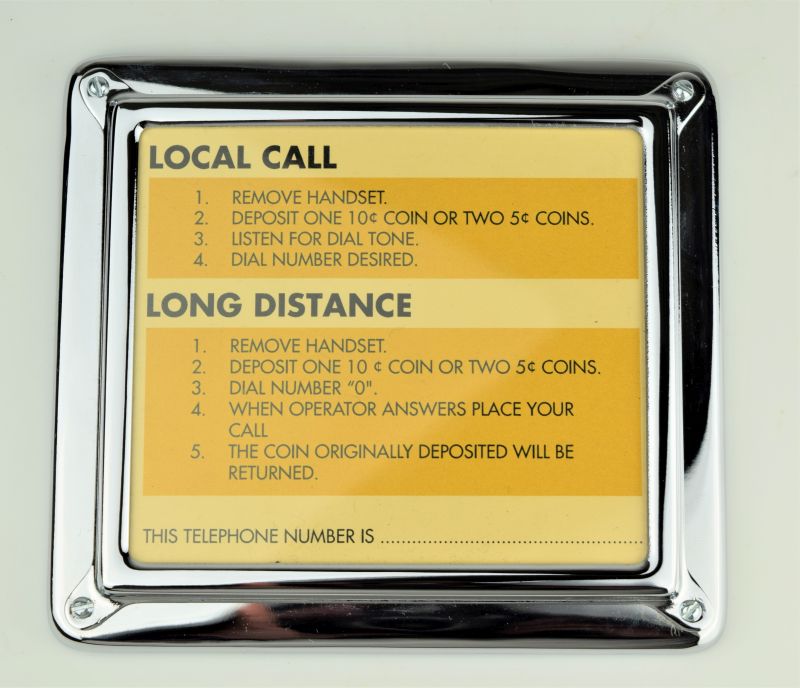 LOCAL CALL
1. REMOVE HANDSET.
2. DEPOSIT ONE 10¢ COIN OR TWO 5¢ COINS.
3. LISTEN FOR DIAL TONE.
4. DIAL NUMBER DESIRED.
LONG DISTANCE
1. REMOVE HANDSET.
2. DEPOSIT ONE 10 ¢ COIN OR TWO 5¢ COINS.
3. DIAL NUMBER “0".
4. WHEN OPERATOR ANSWERS PLACE YOUR
CALL
5. THE COIN ORIGINALLY DEPOSITED WILL BE
RETURNED.
THIS TELEPHONE NUMBER IS ..................................................